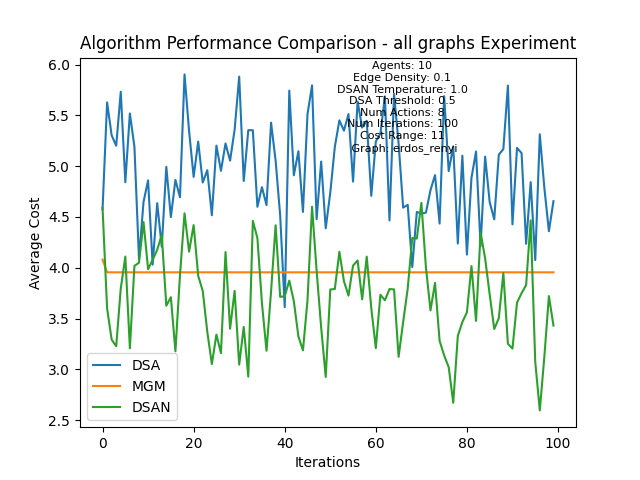 Algorithm Performance Comparison - all graphs Experiment
Agents: 10
Edge Density: 0.1
DSAN Temperature: 1.0
DSA Threshold: 0.5
Num Actions: 8
Num Iterations: 100
Cost Range: 11
Graph: erdos_renyi
6.0
5.5
5.0
4.5
4.0
3.5
3.0
2.5
Average Cost
DSA
MGM
DSAN
0 20 40 60 80 100
Iterations